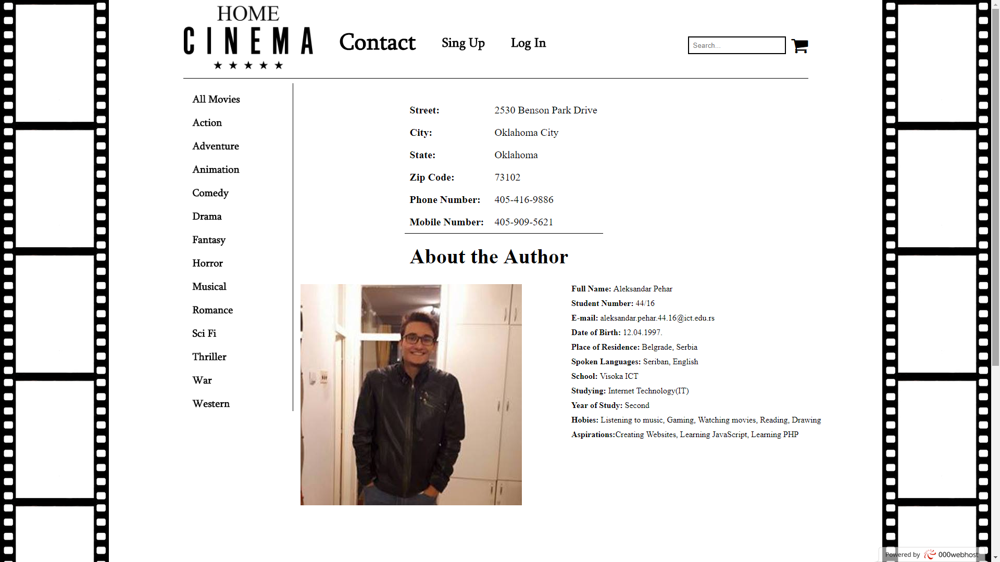 HOME
CINEMA
Contact
Sing Up
Log In
Search...
All Movies
Action
Adventure
Animation
Comedy
Drama
Fantasy
Horror
Musical
Romance
Sci Fi
Thriller
War
Western
Street: 2530 Benson Park Drive
City: Oklahoma City
State: Oklahoma
Zip Code: 73102
Phone Number: 405-416-9886
Mobile Number: 405-909-5621
About the Author
Full Name: Aleksandar Pehar
Student Number: 44/16
E-mail: aleksandar.pehar.44.16@ict.edu.rs
Date of Birth: 12.04.1997.
Place of Residence: Belgrade, Serbia
Spoken Languages: Seriban, English
School: Visoka ICT
Studying: Internet Technology(IT)
Year of Study: Second
Hobies: Listening to music, Gaming, Watching movies, Reading, Drawing
Aspirations:Creating Websites, Learning JavaScript, Learning PHP
Powered by 000webhost